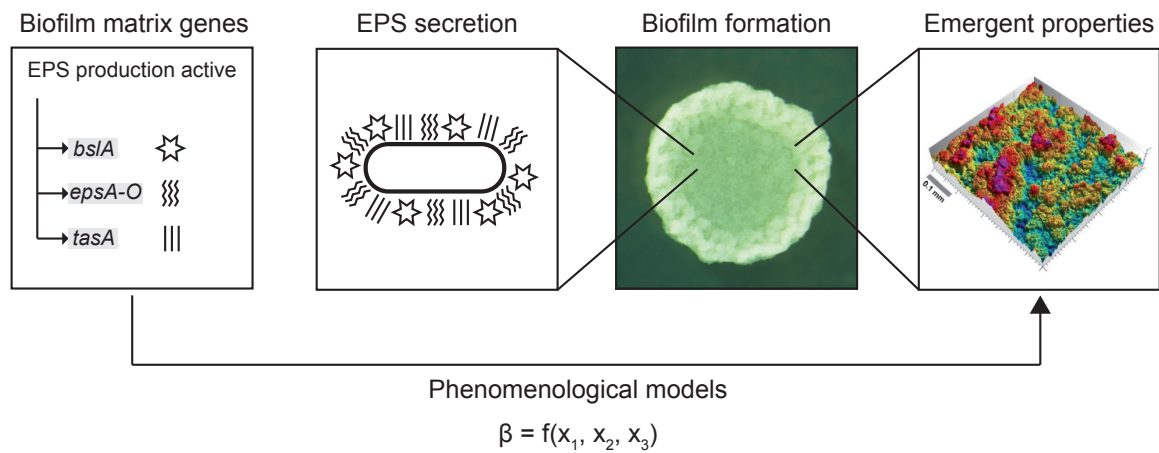 Biofilm matrix genes
EPS secretion
Biofilm formation
Emergent properties
EPS production active
bslA
epsA-O
tasA
0.1 mm
Phenomenological models
β = f(x₁, x₂, x₃)